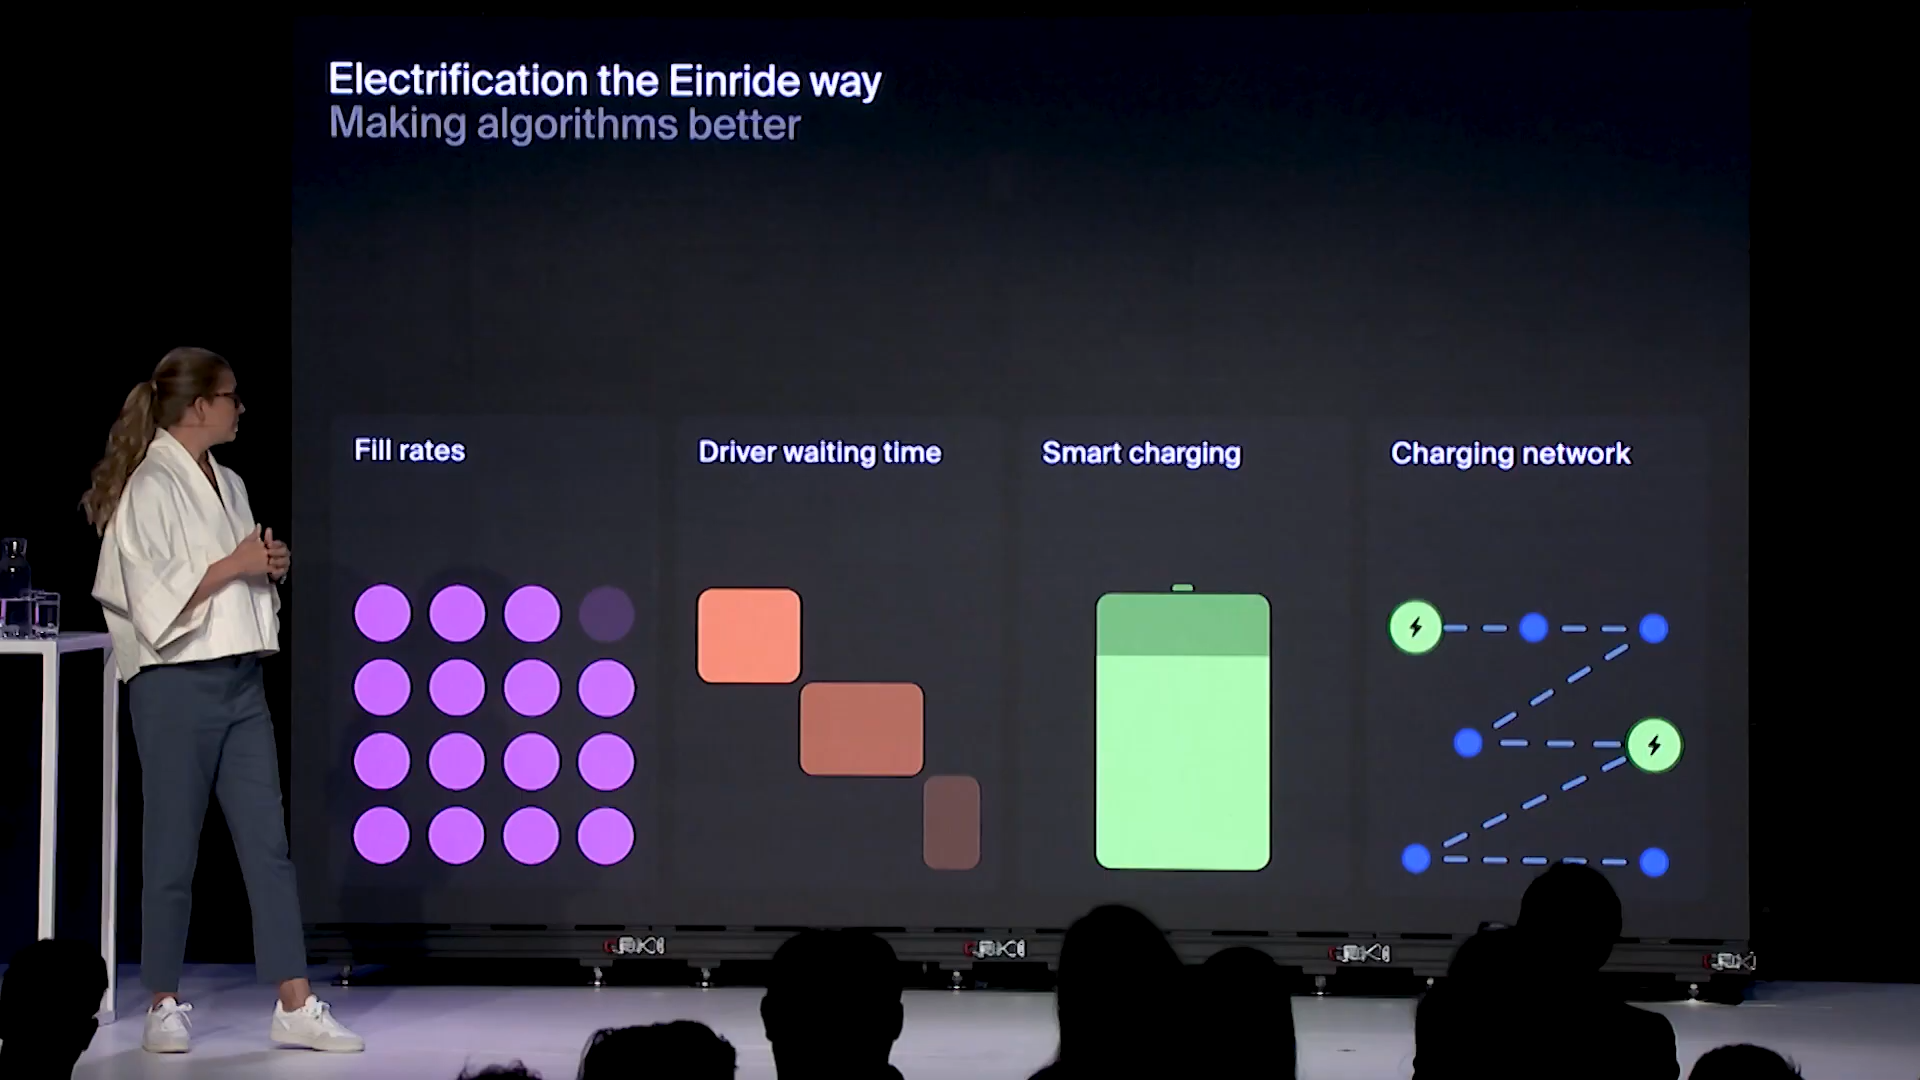 Electrification the Einride way
Making algorithms better
Fill rates
Driver waiting time
Smart charging
Charging network